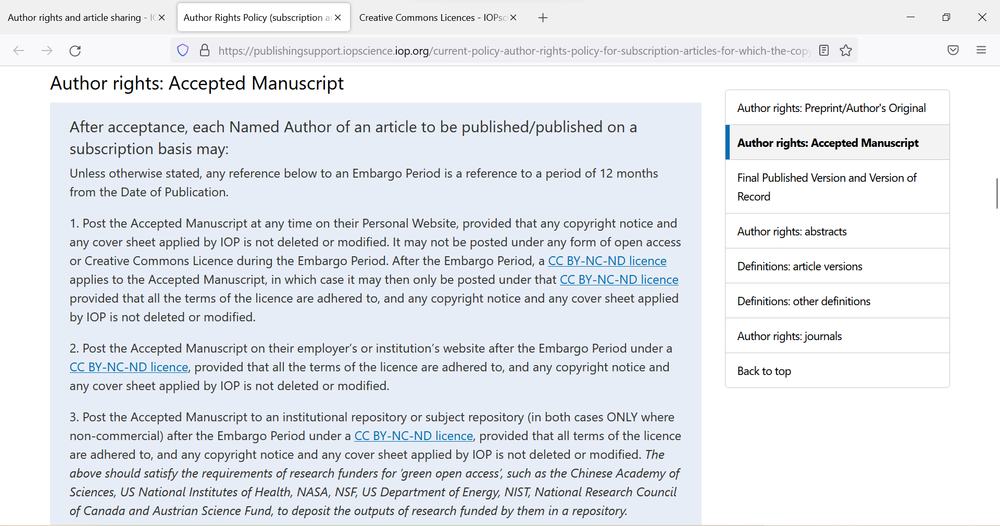 Author rights and article sharing - IO
Author Rights Policy (subscription ar
Creative Commons Licences - IOPsci
https://publishingsupport.iopscience.iop.org/current-policy-author-rights-policy-for-subscription-articles-for-which-the-copy
Author rights: Accepted Manuscript
After acceptance, each Named Author of an article to be published/published on a
subscription basis may:
Unless otherwise stated, any reference below to an Embargo Period is a reference to a period of 12 months
from the Date of Publication.
1. Post the Accepted Manuscript at any time on their Personal Website, provided that any copyright notice and
any cover sheet applied by IOP is not deleted or modified. It may not be posted under any form of open access
or Creative Commons Licence during the Embargo Period. After the Embargo Period, a CC BY-NC-ND licence
applies to the Accepted Manuscript, in which case it may then only be posted under that CC BY-NC-ND licence
provided that all the terms of the licence are adhered to, and any copyright notice and any cover sheet applied
by IOP is not deleted or modified.
2. Post the Accepted Manuscript on their employer’s or institution’s website after the Embargo Period under a
CC BY-NC-ND licence, provided that all the terms of the licence are adhered to, and any copyright notice and
any cover sheet applied by IOP is not deleted or modified.
3. Post the Accepted Manuscript to an institutional repository or subject repository (in both cases ONLY where
non-commercial) after the Embargo Period under a CC BY-NC-ND licence, provided that all terms of the licence
are adhered to, and any copyright notice and any cover sheet applied by IOP is not deleted or modified. The
above should satisfy the requirements of research funders for ‘green open access’, such as the Chinese Academy of
Sciences, US National Institutes of Health, NASA, NSF, US Department of Energy, NIST, National Research Council
of Canada and Austrian Science Fund, to deposit the outputs of research funded by them in a repository.
Author rights: Preprint/Author's Original
Author rights: Accepted Manuscript
Final Published Version and Version of
Record
Author rights: abstracts
Definitions: article versions
Definitions: other definitions
Author rights: journals
Back to top